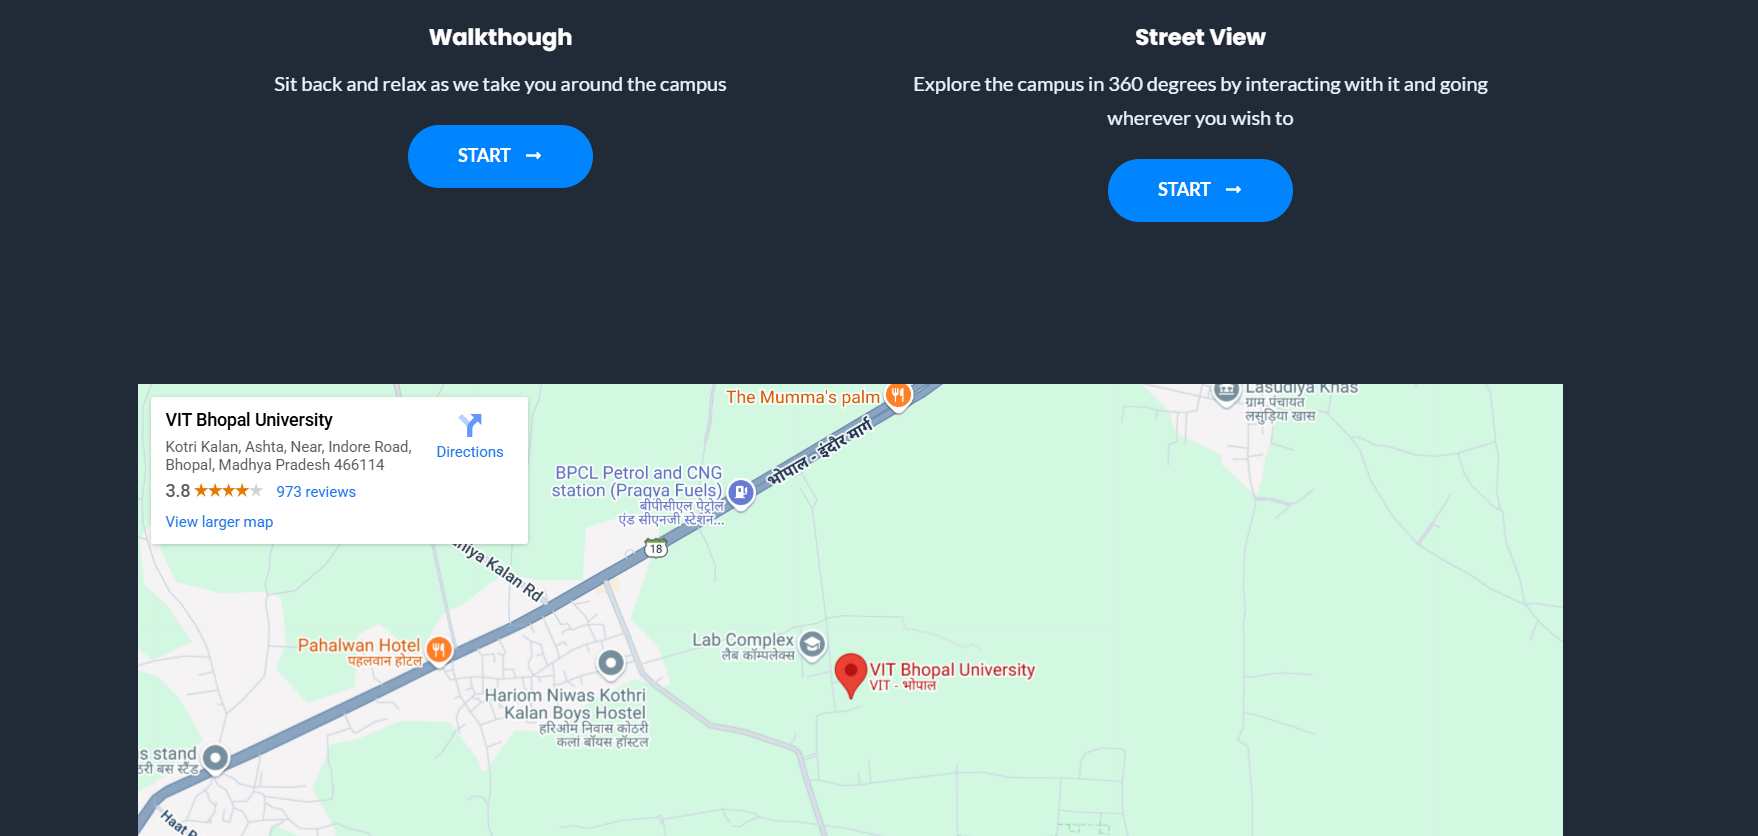 Walkthough
Sit back and relax as we take you around the campus
START
Street View
Explore the campus in 360 degrees by interacting with it and going
wherever you wish to
START
VIT Bhopal University
Kotri Kalan, Ashta, Near, Indore Road,
Bhopal, Madhya Pradesh 466114
Directions
3.8
973 reviews
View larger map
The Mumma's palm
Lasudiya Khas
ग्राम पंचायत
लसुड़िया खास
भोपाल - इंदौर मार्ग
BPCL Petrol and CNG
station (Pragya Fuels)
बीपीसीएल पेट्रोल
एंड सीएनजी स्टेशन...
18
Kalan Rd
Pahalwan Hotel
पहलवान होटल
Lab Complex
लैब कॉम्पलेक्स
VIT Bhopal University
VIT - भोपाल
Hariom Niwas Kothri
Kalan Boys Hostel
हरिओम निवास कोठरी
कलां बॉयस हॉस्टल
s stand
बस स्टैंड
Haat